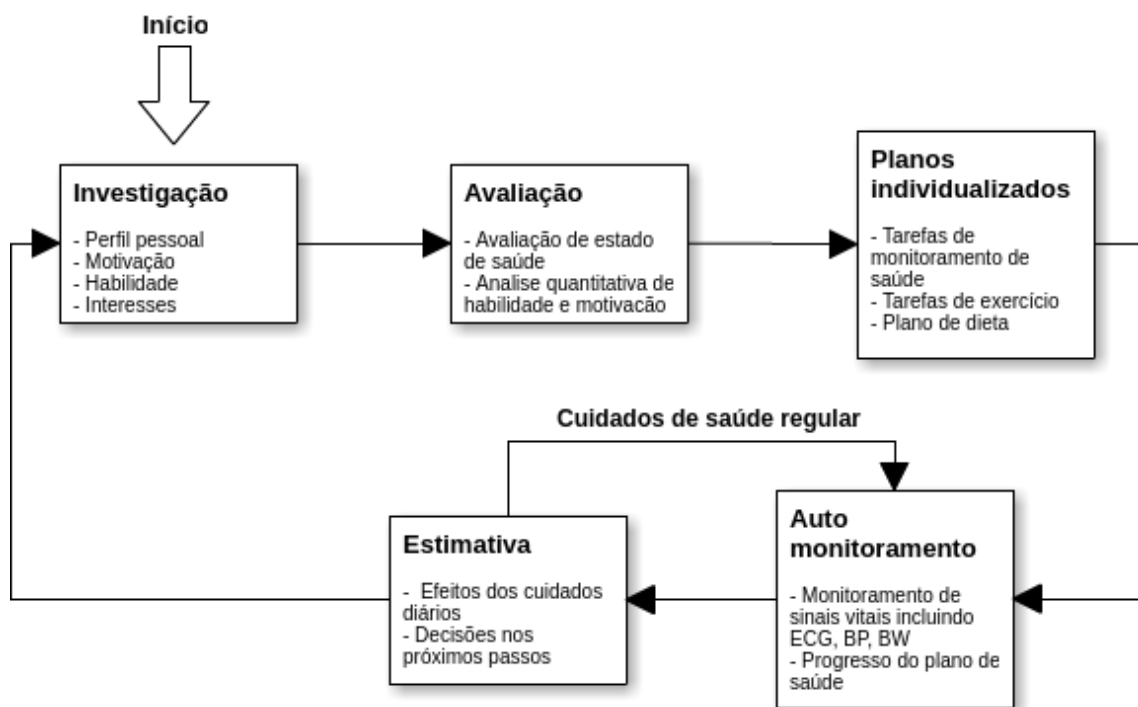 Início
Investigação
- Perfil pessoal
- Motivação
- Habilidade
- Interesses
Avaliação
- Avaliação de estado
de saúde
- Analise quantitativa de
habilidade e motivacão
Planos
individualizados
- Tarefas de
monitoramento de
saúde
- Tarefas de exercício
- Plano de dieta
Cuidados de saúde regular
Estimativa
- Efeitos dos cuidados
diários
- Decisões nos
próximos passos
Auto
monitoramento
- Monitoramento de
sinais vitais incluindo
ECG, BP, BW
- Progresso do plano de
saúde